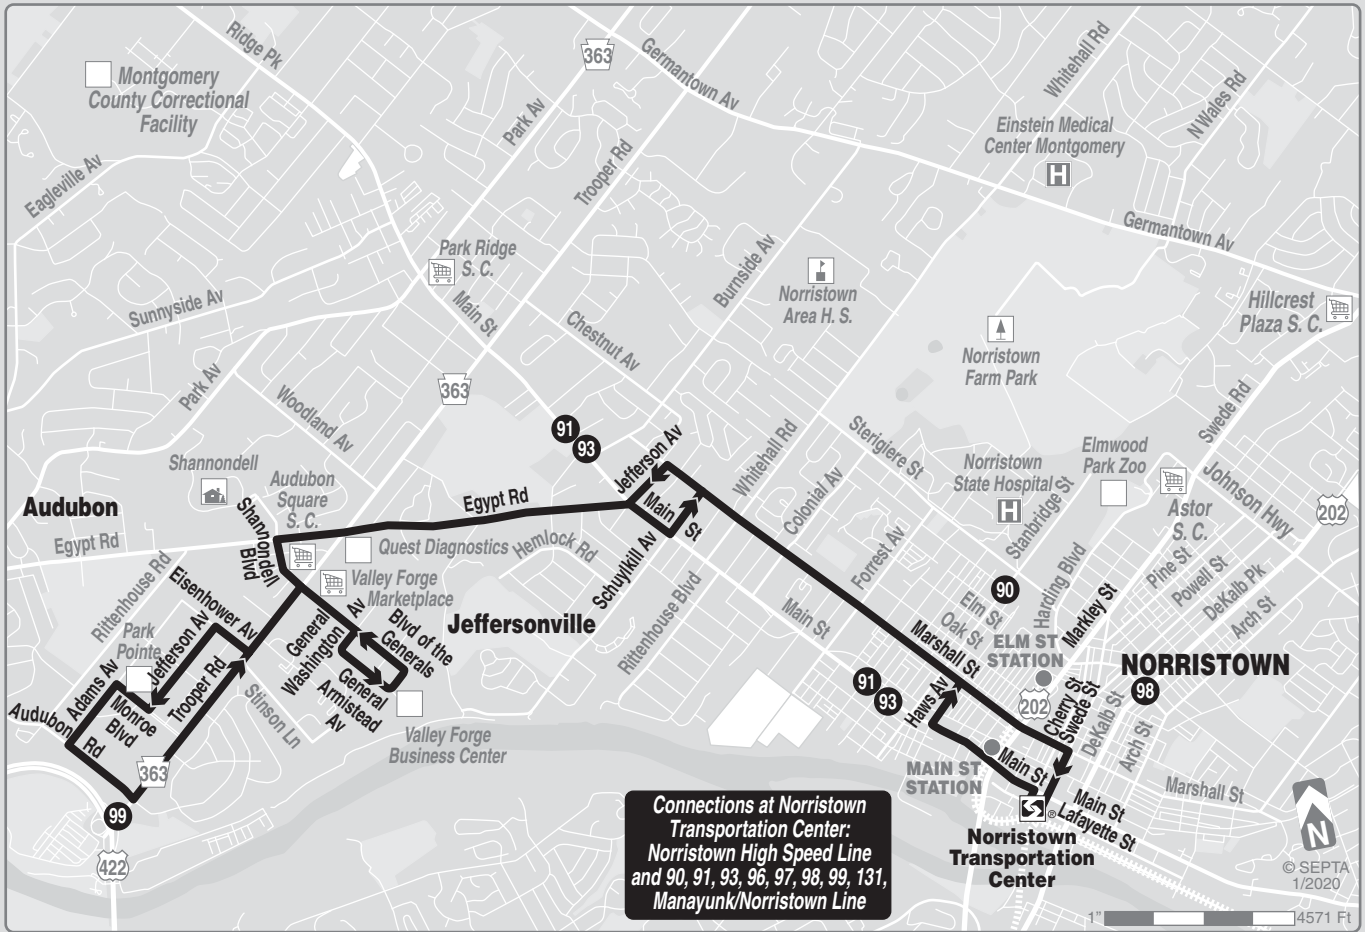 Ridge Pk
363
Germantown Av
Whitehall Rd
Montgomery
County Correctional
Facility
Park Av
N Wales Rd
Einstein Medical
Center Montgomery
H
Eagleville Av
Trooper Rd
Germantown Av
Park Ridge
S. C.
Burnside Av
Norristown
Area H. S.
Hillcrest
Plaza S. C.
Sunnyside Av
Main St
Chestnut Av
Norristown
Farm Park
Park Av
363
Woodland Av
Swede Rd
91
93
Jefferson Av
Whitehall Rd
Sterigiere St
Elmwood
Park Zoo
Shannondell
Audubon
Square
S. C.
Norristown
State Hospital
H
Johnson Hwy
Audubon
Egypt Rd
Main St
Colonial Av
Stanbridge St
Astor
S. C.
202
Egypt Rd
Shannondell
Blvd
Quest Diagnostics
Hemlock Rd
Schuylkill Av
Forrest Av
Harding Blvd
Pine St
Powell St
DeKalb Pk
Arch St
Rittenhouse Rd
Eisenhower Av
Valley Forge
Marketplace
90
Elm St
Oak St
Markley St
Jeffersonville
Rittenhouse Blvd
Main St
Marshall St
ELM ST
STATION
Park
Pointe
Jefferson Av
General
Washington
Av
Blvd of the
Generals
NORRISTOWN
98
Adams Av
Trooper Rd
General
Armistead
Av
91
93
Haws Av
202
Cherry St
Swede St
DeKalb St
Arch St
Audubon
Rd
Monroe
Blvd
Stinson Ln
Valley Forge
Business Center
363
MAIN ST
STATION
Main St
Marshall St
99
Main St
Lafayette St
®
Connections at Norristown
Transportation Center:
Norristown High Speed Line
and 90, 91, 93, 96, 97, 98, 99, 131,
Manayunk/Norristown Line
Norristown
Transportation
Center
N
422
© SEPTA
1/2020
1"
4571 Ft